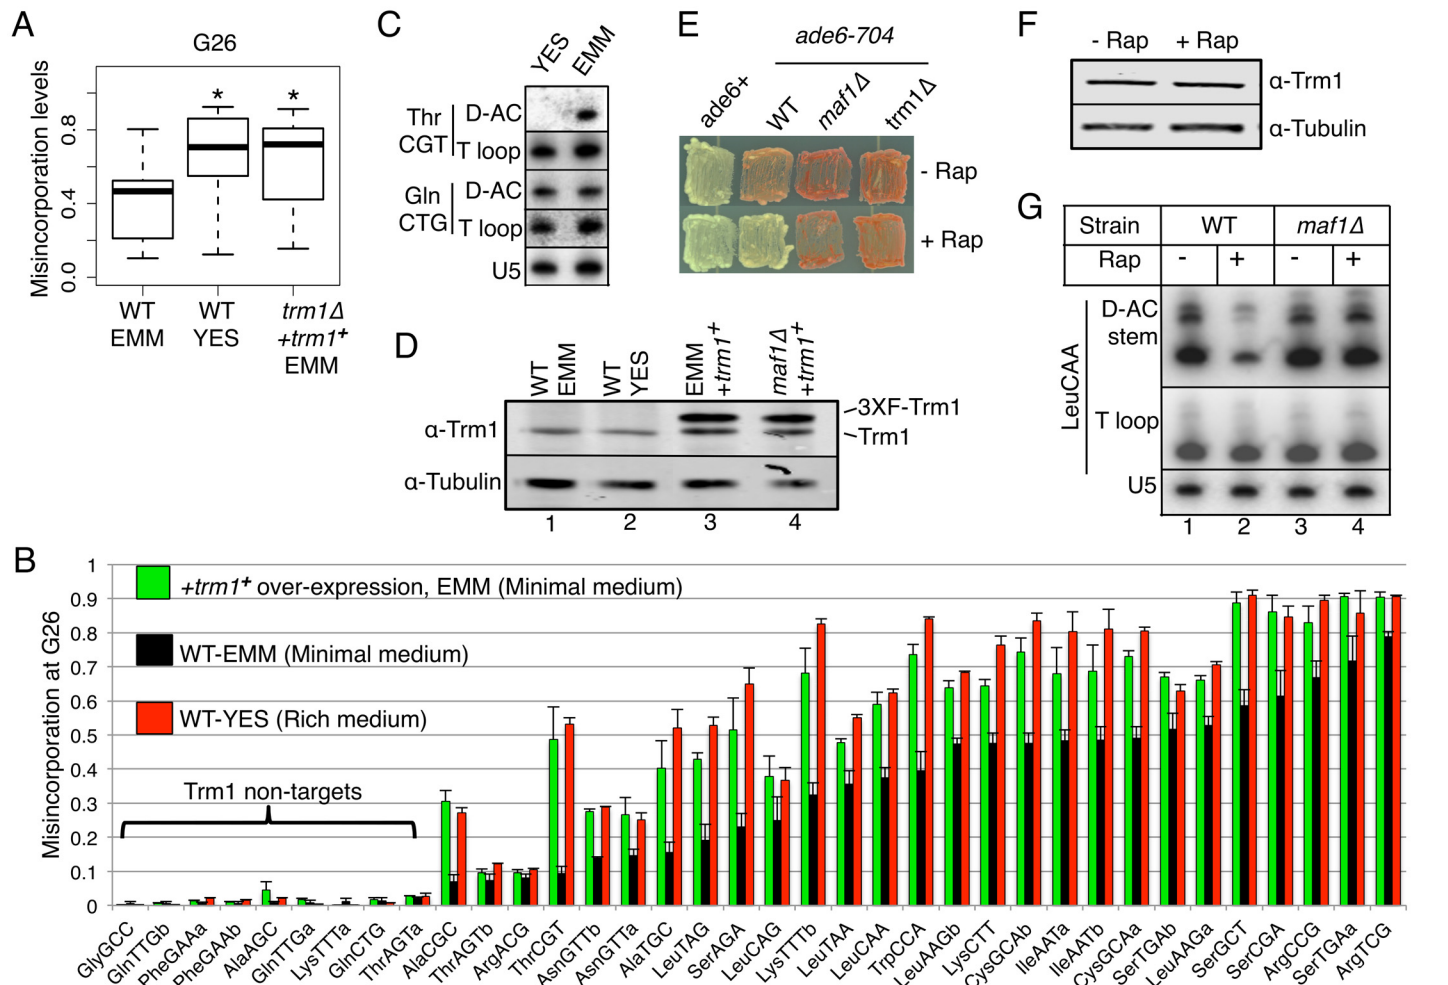 A
G26
Misincorporation levels
0.0 0.4 0.8
*
*
WT
EMM
WT
YES
trm1Δ
+trm1+
EMM
C
YES
EMM
Thr
CGT
D-AC
T loop
Gln
CTG
D-AC
T loop
U5
D
WT
EMM
WT
YES
EMM
+trm1+
maf1Δ
+trm1+
α-Trm1
3XF-Trm1
Trm1
α-Tubulin
1 2 3 4
E
ade6-704
ade6+
WT
maf1Δ
trm1Δ
- Rap
+ Rap
F
- Rap + Rap
α-Trm1
α-Tubulin
G
Strain WT maf1Δ
Rap - + - +
LeuCAA
D-AC
stem
T loop
U5
1 2 3 4
B
Misincorporation at G26
1
0.9
0.8
0.7
0.6
0.5
0.4
0.3
0.2
0.1
0
+trm1+ over-expression, EMM (Minimal medium)
WT-EMM (Minimal medium)
WT-YES (Rich medium)
Trm1 non-targets
GlyGCC
GlnTTGb
PheGAAa
PheGAAb
AlaAGC
GlnTTGa
LysTTTa
GlnCTG
ThrAGTa
AlaCGC
ThrAGTb
ArgACG
ThrCGT
AsnGTTb
AsnGTTa
AlaTGC
LeuTAG
SerAGA
LeuCAG
LysTTTb
LeuTAA
LeuCAA
TrpCCA
LeuAAGb
LysCTT
CysGCAb
IleAATa
IleAATb
CysGCAa
SerTGAb
LeuAAGa
SerGCT
SerCGA
ArgCCG
SerTGAa
ArgTCG